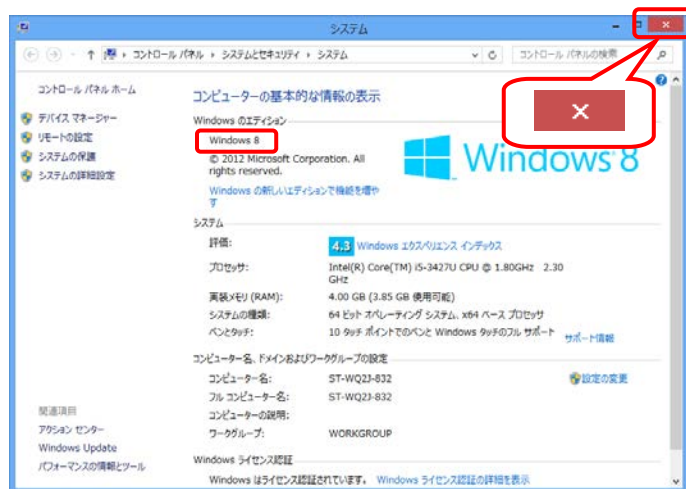 システム
コントロール パネル ▸ システムとセキュリティ ▸ システム
コントロール パネルの検索
コントロール パネル ホーム
デバイス マネージャー
リモートの設定
システムの保護
システムの詳細設定
コンピューターの基本的な情報の表示
Windows のエディション
Windows 8
© 2012 Microsoft Corporation. All
rights reserved.
Windows の新しいエディションで機能を増や
す
Windows 8
システム
評価:
4.3 Windows エクスペリエンス インデックス
プロセッサ:
Intel(R) Core(TM) i5-3427U CPU @ 1.80GHz 2.30
GHz
実装メモリ (RAM):
4.00 GB (3.85 GB 使用可能)
システムの種類:
64 ビット オペレーティング システム、x64 ベース プロセッサ
ペンとタッチ:
10 タッチ ポイントでのペンと Windows タッチのフル サポート
サポート情報
コンピューター名、ドメインおよびワークグループの設定
コンピューター名:
ST-WQ2J-832
設定の変更
フル コンピューター名:
ST-WQ2J-832
コンピューターの説明:
ワークグループ:
WORKGROUP
Windows ライセンス認証
Windows はライセンス認証されています。 Windows ライセンス認証の詳細を表示
関連項目
アクション センター
Windows Update
パフォーマンスの情報とツール